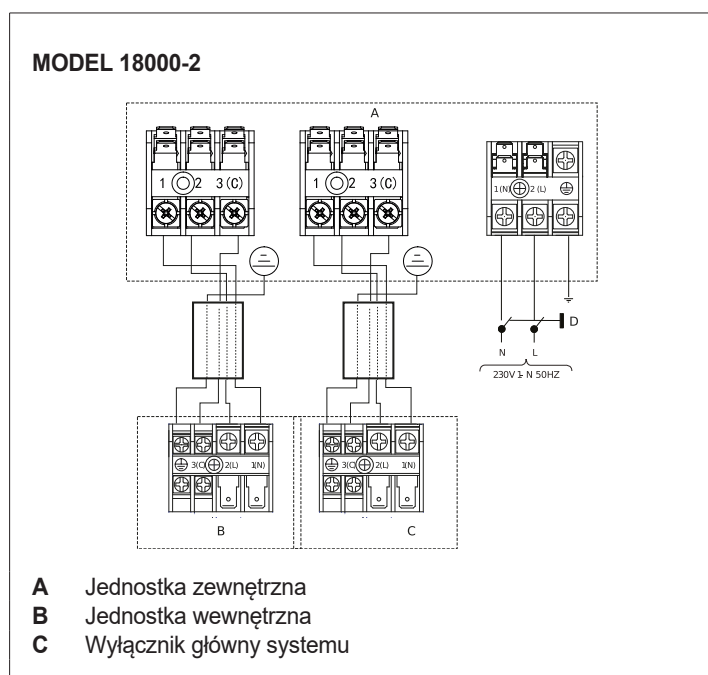 MODEL 18000-2
A
1 2 3 (C)
1 2 3 (C)
1(N) 2 (L)
D
N L
230V 1~ N 50HZ
3(C) 2(L) 1(N)
3(C) 2(L) 1(N)
B
C
A Jednostka zewnętrzna
B Jednostka wewnętrzna
C Wyłącznik główny systemu